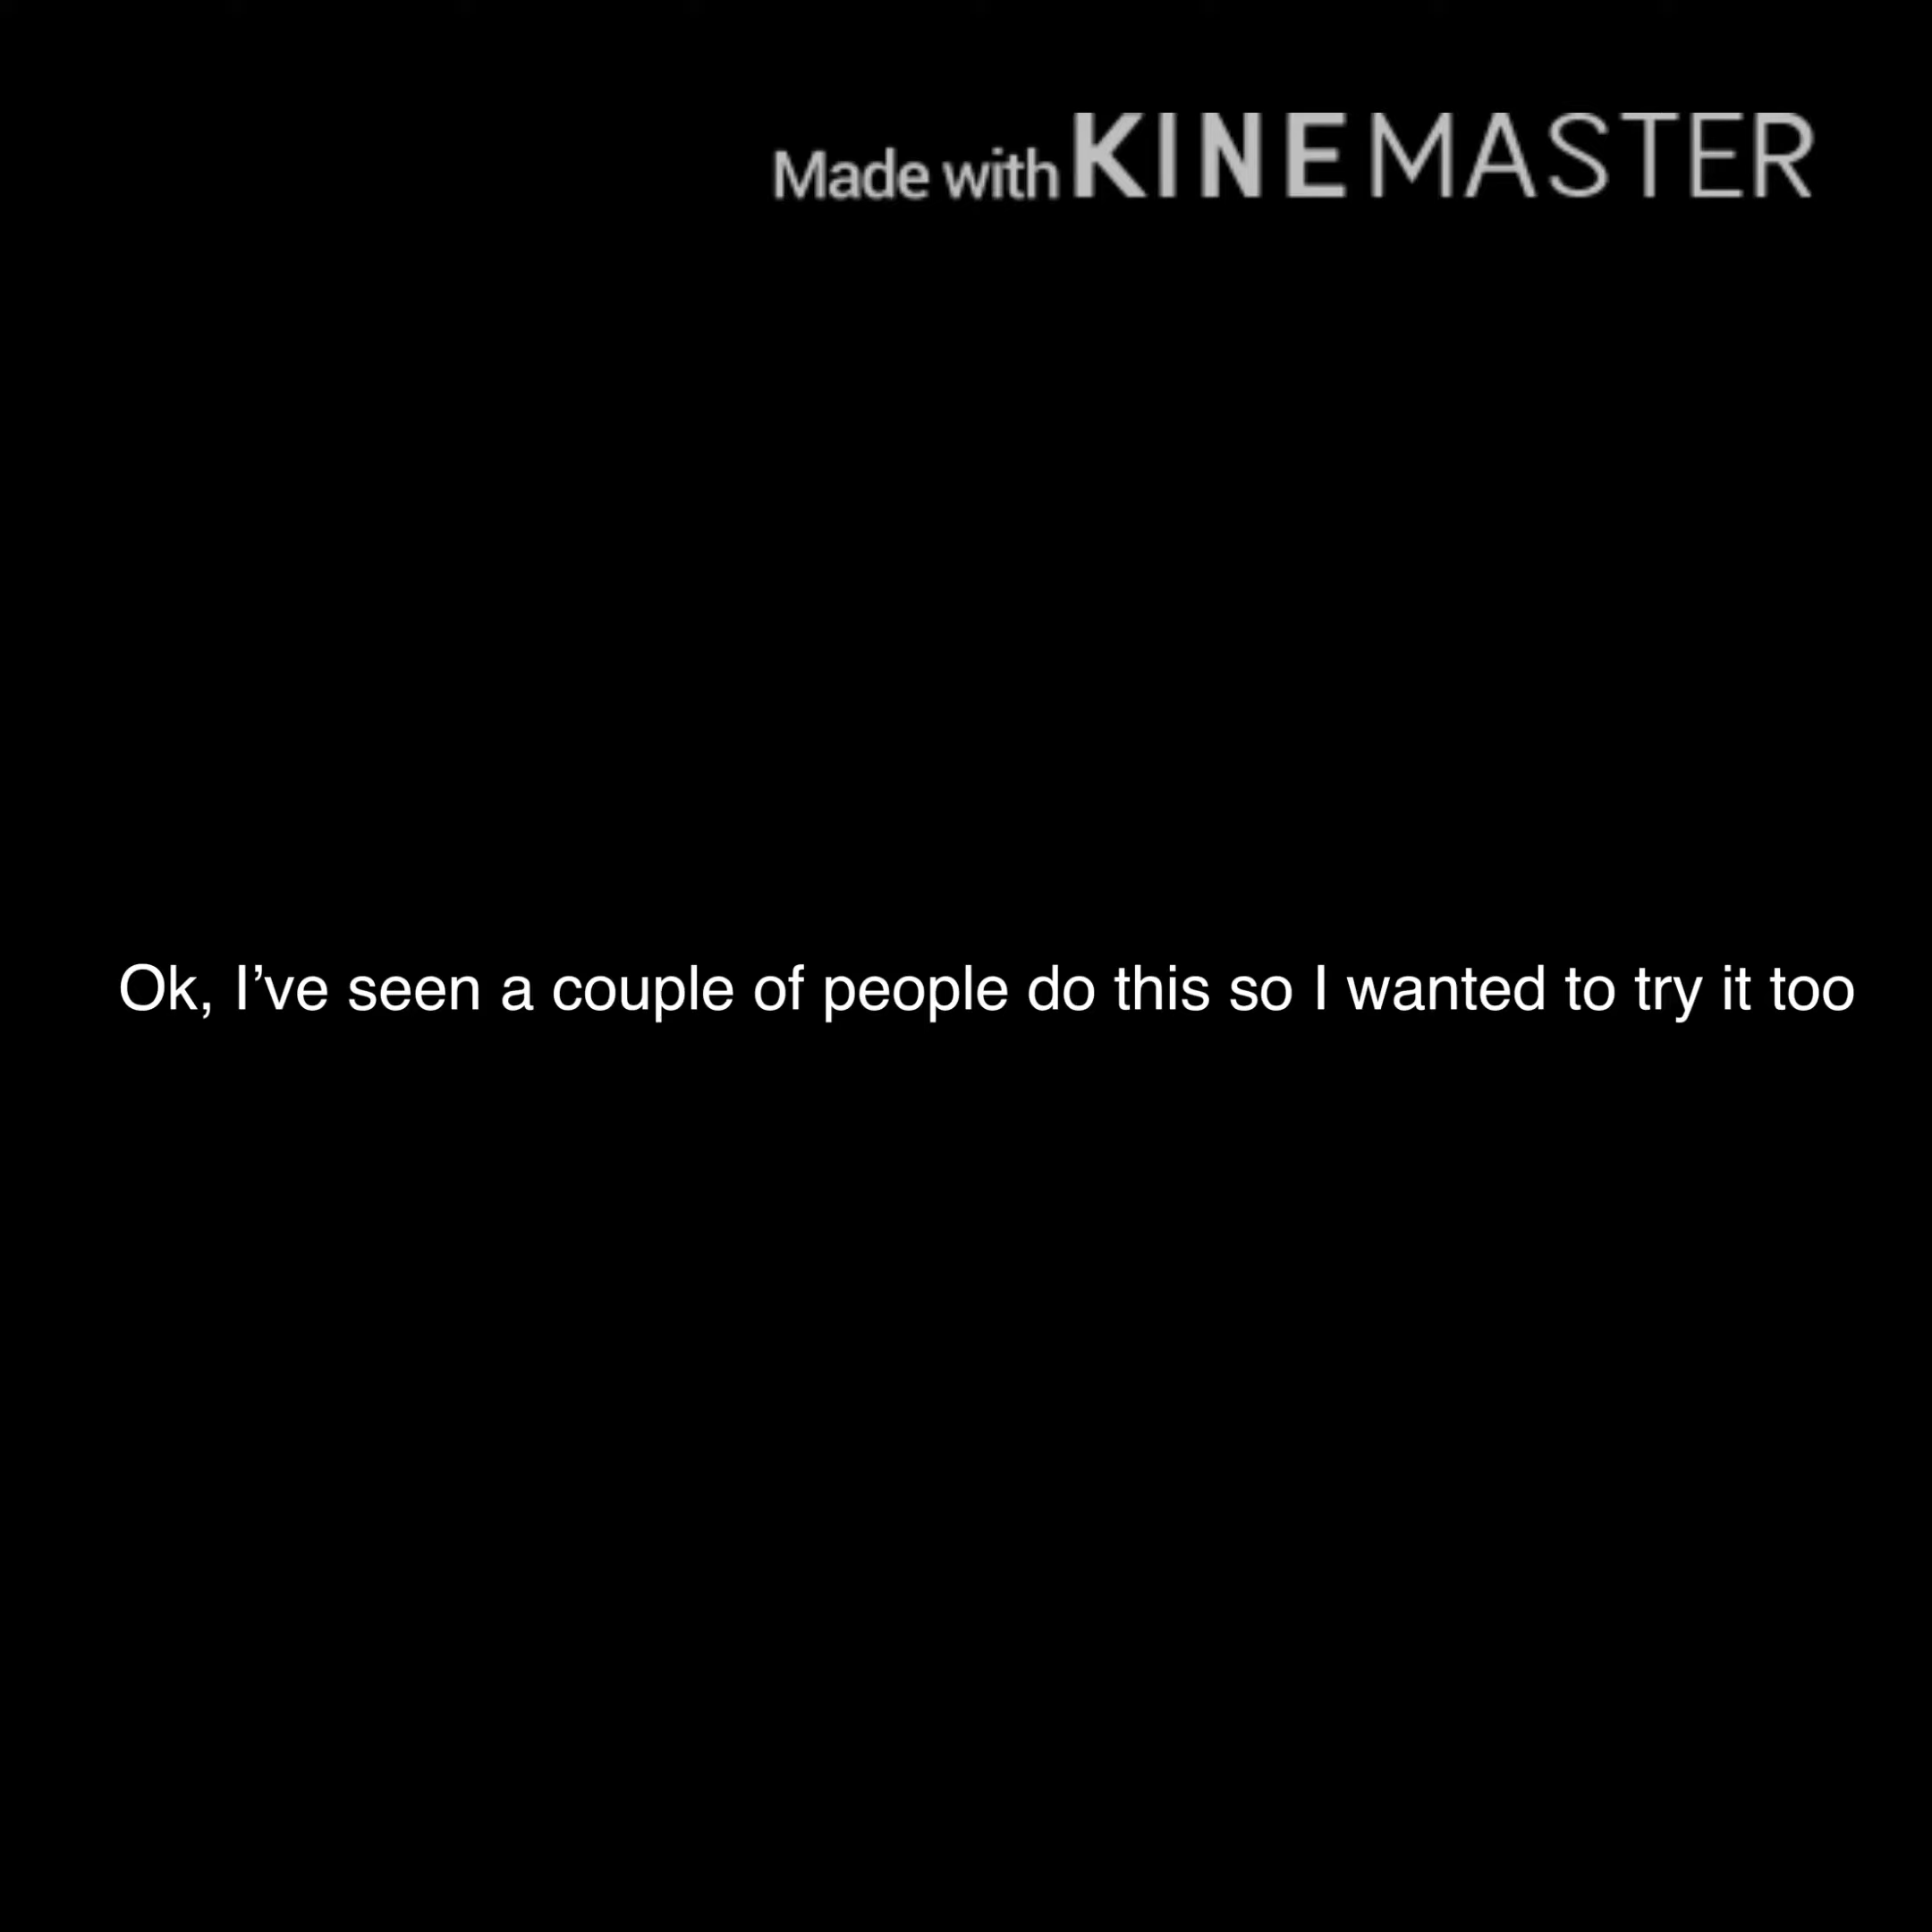 Made with KINEMASTER
Ok, I’ve seen a couple of people do this so I wanted to try it too